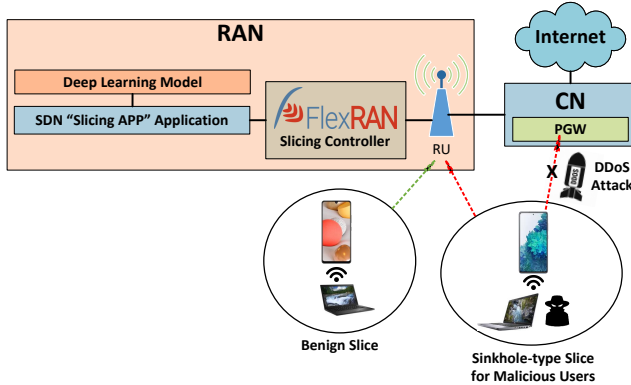 RAN
Internet
Deep Learning Model
SDN “Slicing APP” Application
FlexRAN
Slicing Controller
RU
CN
PGW
X
DDOS
DDoS
Attack
Benign Slice
Sinkhole-type Slice
for Malicious Users